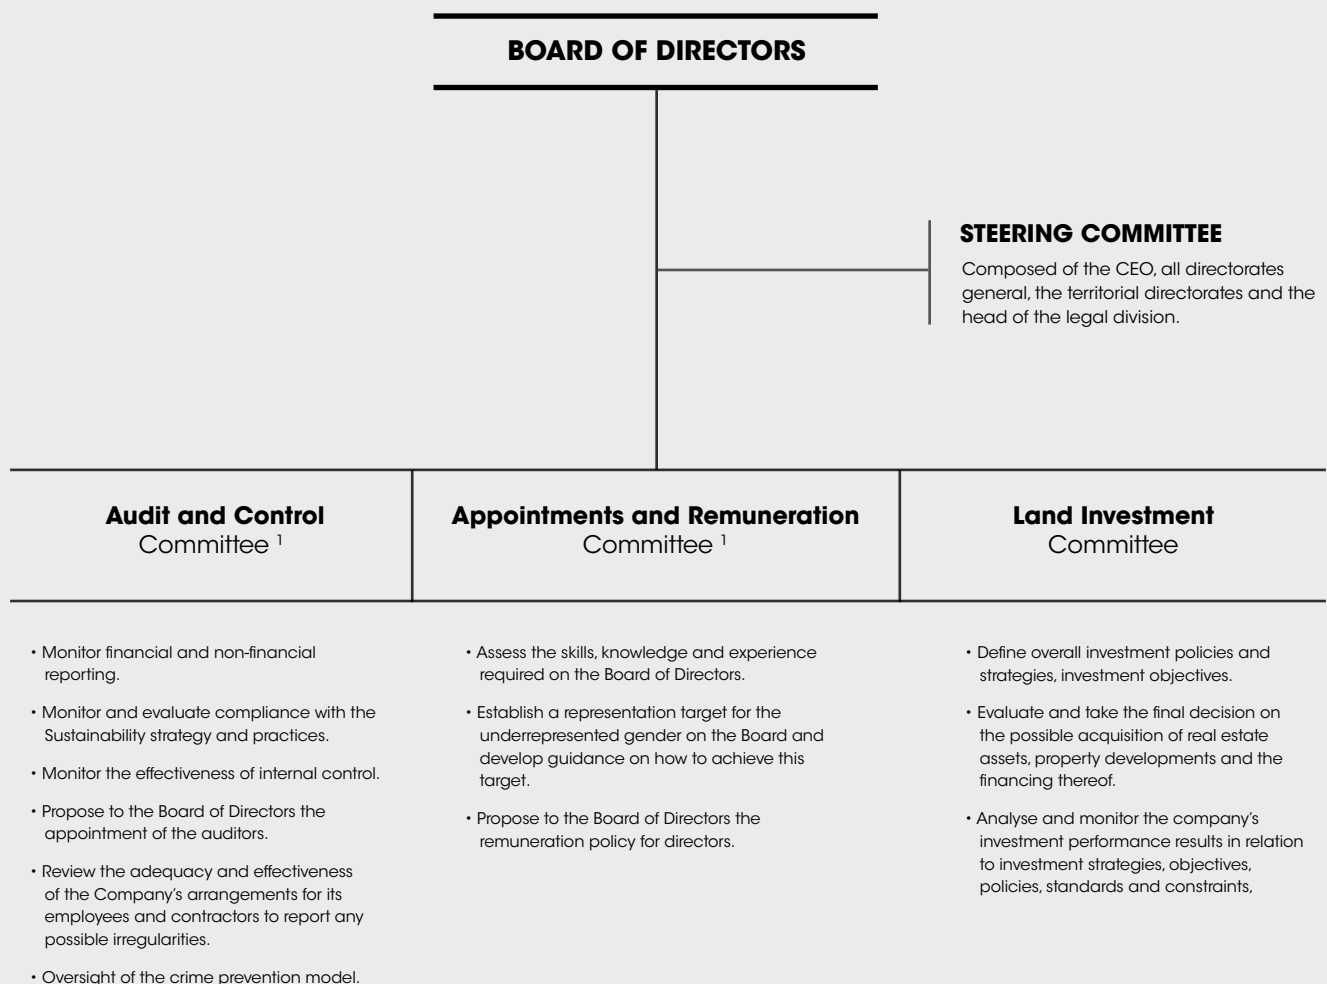 BOARD OF DIRECTORS
STEERING COMMITTEE
Composed of the CEO, all directorates
general, the territorial directorates and the
head of the legal division.
Audit and Control
Committee ¹
Appointments and Remuneration
Committee ¹
Land Investment
Committee
• Monitor financial and non-financial
reporting.
• Monitor and evaluate compliance with the
Sustainability strategy and practices.
• Monitor the effectiveness of internal control.
• Propose to the Board of Directors the
appointment of the auditors.
• Review the adequacy and effectiveness
of the Company's arrangements for its
employees and contractors to report any
possible irregularities.
• Oversight of the crime prevention model.
• Assess the skills, knowledge and experience
required on the Board of Directors.
• Establish a representation target for the
underrepresented gender on the Board and
develop guidance on how to achieve this
target.
• Propose to the Board of Directors the
remuneration policy for directors.
• Define overall investment policies and
strategies, investment objectives.
• Evaluate and take the final decision on
the possible acquisition of real estate
assets, property developments and the
financing thereof.
• Analyse and monitor the company's
investment performance results in relation
to investment strategies, objectives,
policies, standards and constraints,